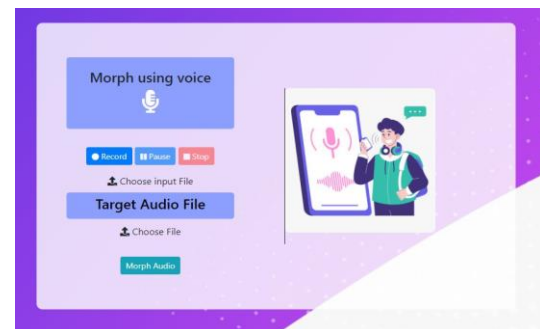 Morph using voice
Record Pause Stop
Choose input File
Target Audio File
Choose File
Morph Audio